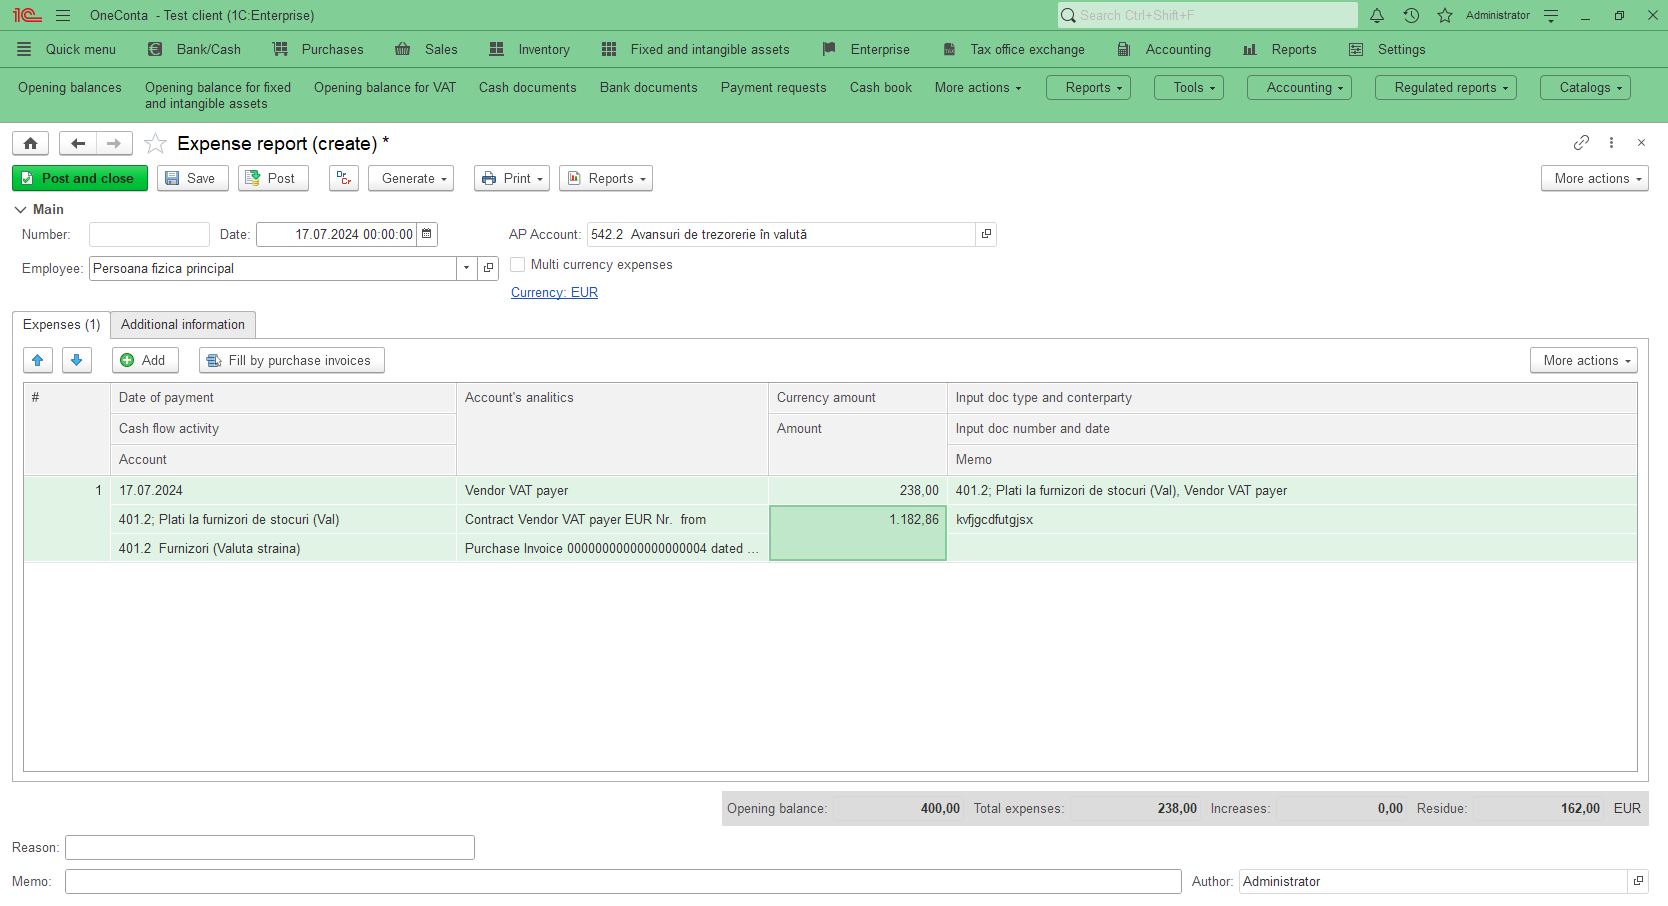 1C OneConta - Test client (1C:Enterprise) Search Ctrl+Shift+F Administrator
Quick menu Bank/Cash Purchases Sales Inventory Fixed and intangible assets Enterprise Tax office exchange Accounting Reports Settings
Opening balances Opening balance for fixed and intangible assets Opening balance for VAT Cash documents Bank documents Payment requests Cash book More actions Reports Tools Accounting Regulated reports Catalogs
Expense report (create) *
Post and close Save Post Dr Cr Generate Print Reports More actions
Main
Number: Date: 17.07.2024 00:00:00 AP Account: 542.2 Avansuri de trezorerie în valută
Employee: Persoana fizica principal Multi currency expenses
Currency: EUR
Expenses (1) Additional information
Add Fill by purchase invoices More actions
# Date of payment Account's analitics Currency amount Input doc type and conterparty
Cash flow activity Amount Input doc number and date
Account Memo
1 17.07.2024 Vendor VAT payer 238,00 401.2; Plati la furnizori de stocuri (Val), Vendor VAT payer
401.2; Plati la furnizori de stocuri (Val) Contract Vendor VAT payer EUR Nr. from 1.182,86 kvfjgcdfutgjsx
401.2 Furnizori (Valuta straina) Purchase Invoice 00000000000000000004 dated ...
Opening balance: 400,00 Total expenses: 238,00 Increases: 0,00 Residue: 162,00 EUR
Reason:
Memo: Author: Administrator